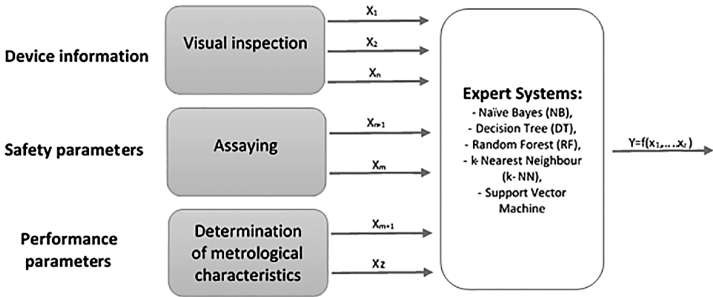 Device information
Visual inspection
X1
X2
Xn
Safety parameters
Assaying
Xn+1
Xm
Performance
parameters
Determination
of metrological
characteristics
Xm+1
Xz
Expert Systems:
- Naïve Bayes (NB),
- Decision Tree (DT),
- Random Forest (RF),
- k-Nearest Neighbour
(k- NN),
- Support Vector
Machine
Y=f(x1,....xz )